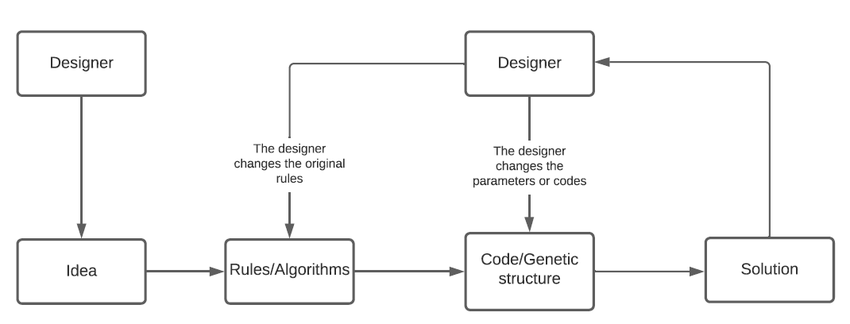 Designer
Designer
The designer
changes the original
rules
The designer
changes the
parameters or codes
Idea
Rules/Algorithms
Code/Genetic
structure
Solution